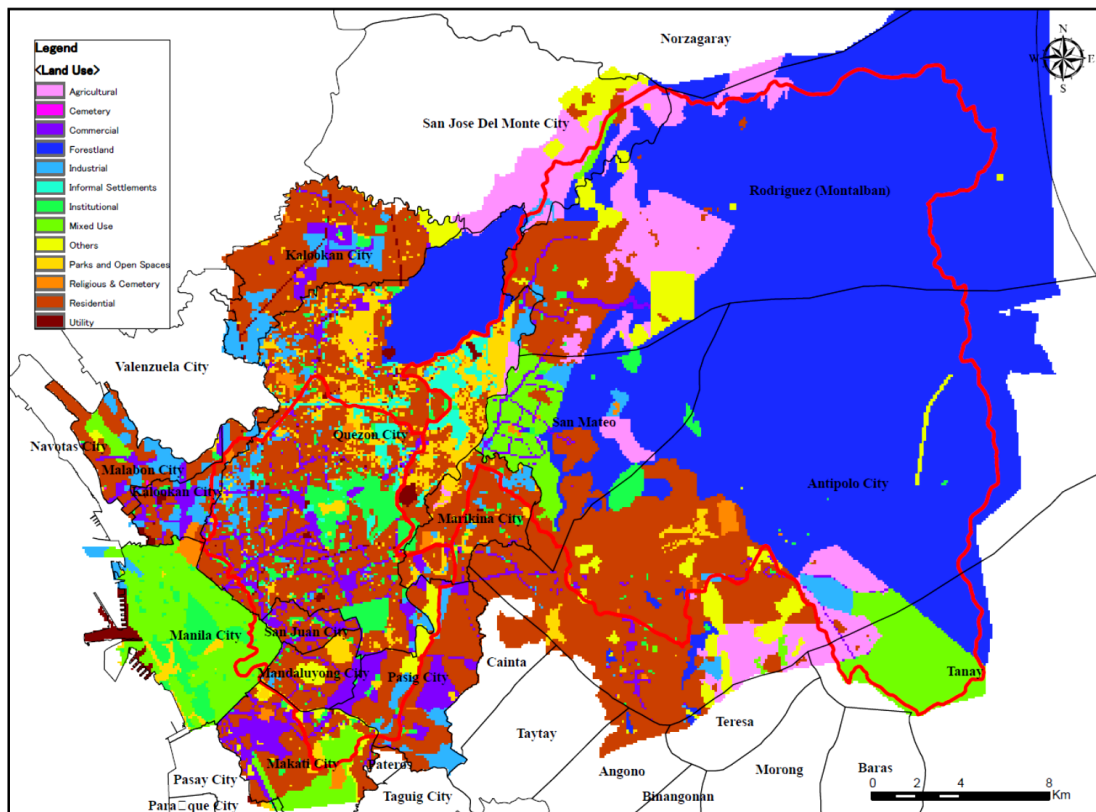 Legend
<Land Use>
Agricultural
Cemetery
Commercial
Forestland
Industrial
Informal Settlements
Institutional
Mixed Use
Others
Parks and Open Spaces
Religious & Cemetery
Residential
Utility
Norzagaray
N
W E
S
San Jose Del Monte City
Rodriguez (Montalban)
Kalookan City
Valenzuela City
San Mateo
Quezon City
Navotas City
Malabon City
Kalookan City
Antipolo City
Marikina City
Manila City
San Juan City
Mandaluyong City
Pasig City
Cainta
Tanay
Teresa
Taytay
Makati City
Pateros
Angono
Morong
Baras
Pasay City
Taguig City
Binangonan
Para□que City
0 2 4 8
Km